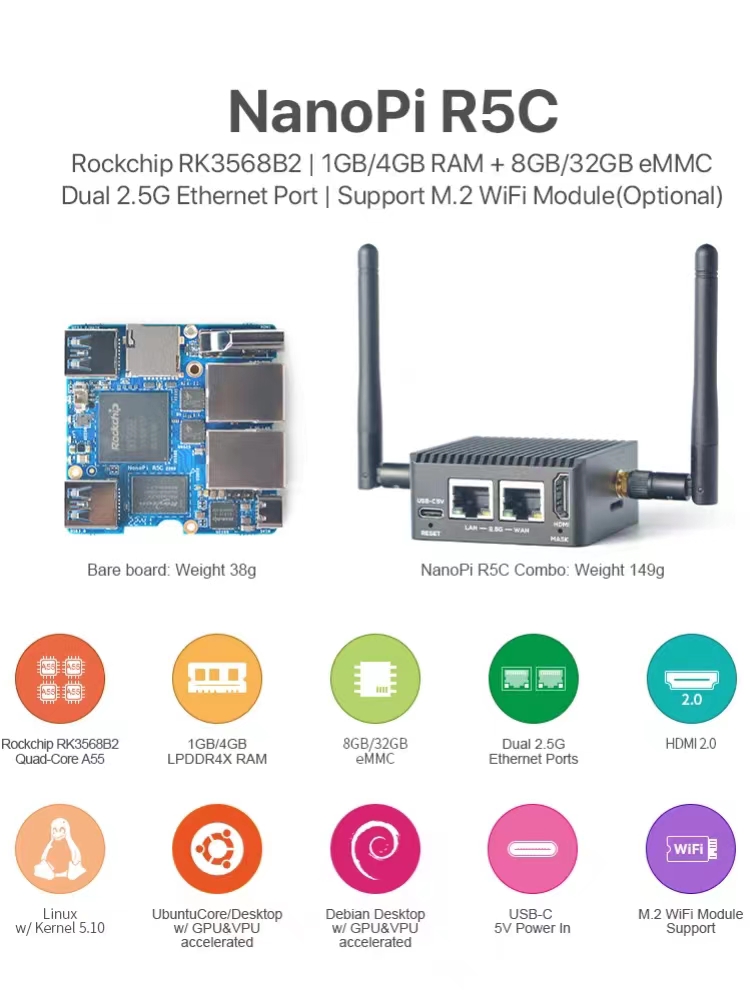 NanoPi R5C
Rockchip RK3568B2 | 1GB/4GB RAM + 8GB/32GB eMMC
Dual 2.5G Ethernet Port | Support M.2 WiFi Module(Optional)
Rockchip
NanoPi R5C
USB-C5V
RESET
LAN — 2.5G — WAN
HDMI
MASK
Bare board: Weight 38g
NanoPi R5C Combo: Weight 149g
A55 A55
A55 A55
2.0
Rockchip RK3568B2
Quad-Core A55
1GB/4GB
LPDDR4X RAM
8GB/32GB
eMMC
Dual 2.5G
Ethernet Ports
HDMI 2.0
WiFi
Linux
w/ Kernel 5.10
UbuntuCore/Desktop
w/ GPU&VPU
accelerated
Debian Desktop
w/ GPU&VPU
accelerated
USB-C
5V Power In
M.2 WiFi Module
Support